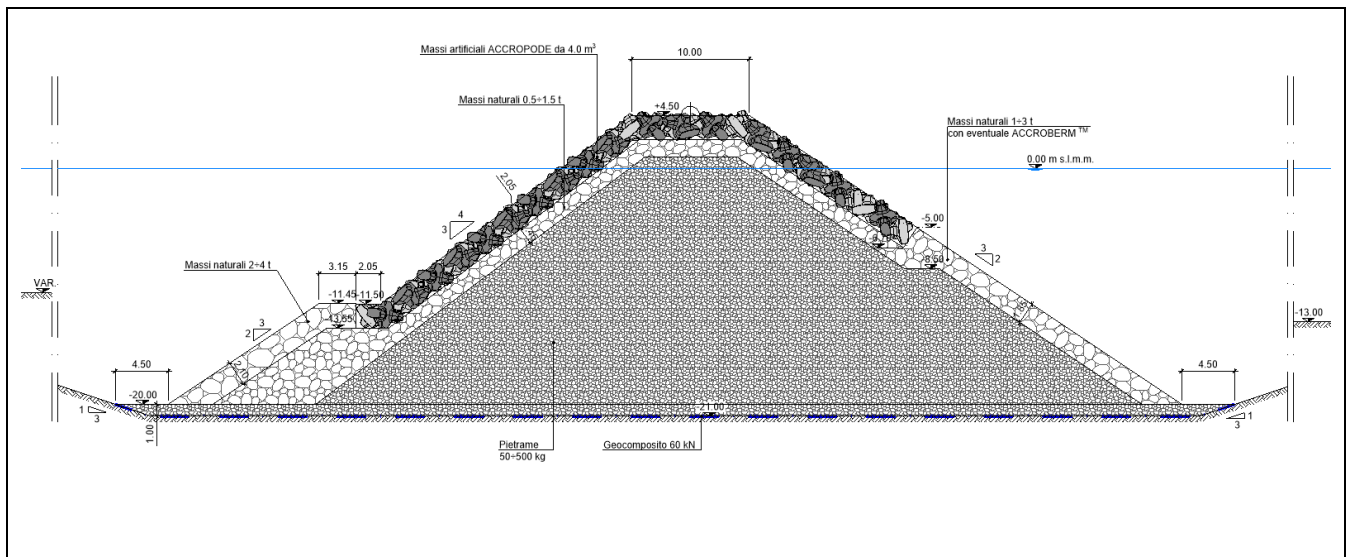 Massi artificiali ACCROPODE da 4.0 m³
10.00
+4.50
Massi naturali 0.5÷1.5 t
Massi naturali 1÷3 t
con eventuale ACCROBERM ™
0.00 m s.l.m.m.
2.05
4
3
-5.00
3
2
Massi naturali 2÷4 t
3.15
2.05
-8.50
VAR.
-11.45
-11.50
-13.55
-13.00
3
2
4.50
2.10
4.50
-20.00
-21.00
1
3
1.00
1
3
Pietrame
50÷500 kg
Geocomposito 60 kN